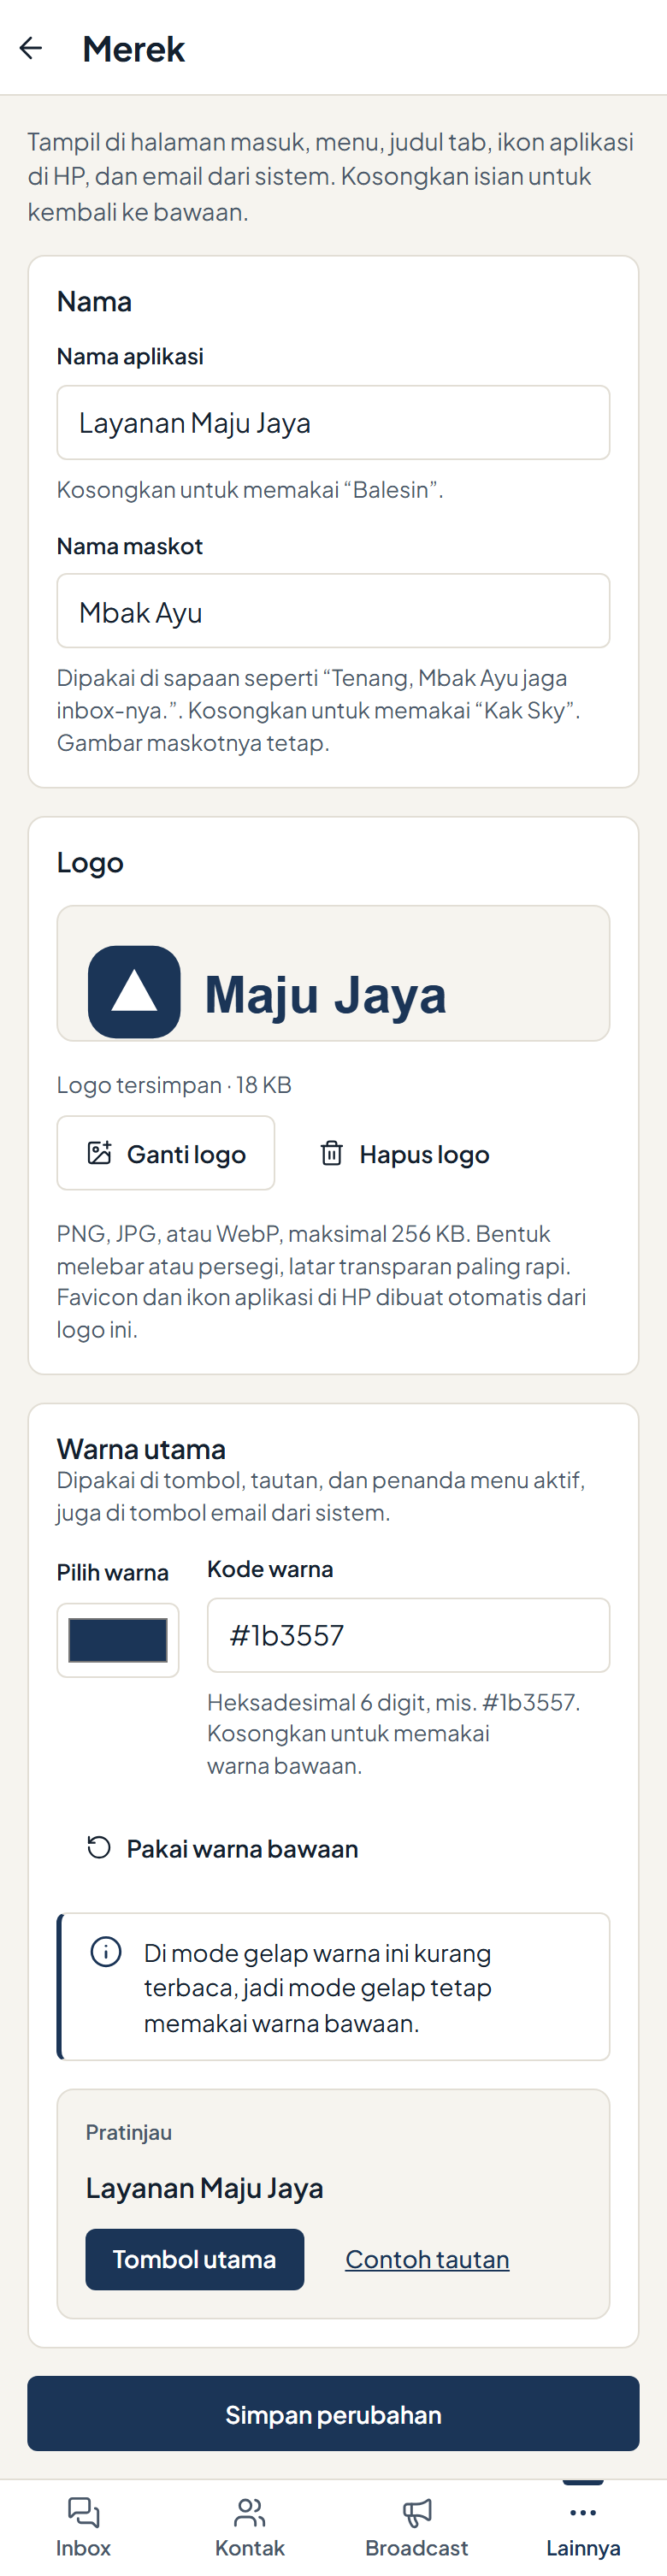 Merek
Tampil di halaman masuk, menu, judul tab, ikon aplikasi
di HP, dan email dari sistem. Kosongkan isian untuk
kembali ke bawaan.
Nama
Nama aplikasi
Layanan Maju Jaya
Kosongkan untuk memakai “Balesin”.
Nama maskot
Mbak Ayu
Dipakai di sapaan seperti “Tenang, Mbak Ayu jaga
inbox-nya.”. Kosongkan untuk memakai “Kak Sky”.
Gambar maskotnya tetap.
Logo
Maju Jaya
Logo tersimpan · 18 KB
Ganti logo
Hapus logo
PNG, JPG, atau WebP, maksimal 256 KB. Bentuk
melebar atau persegi, latar transparan paling rapi.
Favicon dan ikon aplikasi di HP dibuat otomatis dari
logo ini.
Warna utama
Dipakai di tombol, tautan, dan penanda menu aktif,
juga di tombol email dari sistem.
Pilih warna
Kode warna
#1b3557
Heksadesimal 6 digit, mis. #1b3557.
Kosongkan untuk memakai
warna bawaan.
Pakai warna bawaan
Di mode gelap warna ini kurang
terbaca, jadi mode gelap tetap
memakai warna bawaan.
Pratinjau
Layanan Maju Jaya
Tombol utama
Contoh tautan
Simpan perubahan
Inbox
Kontak
Broadcast
Lainnya